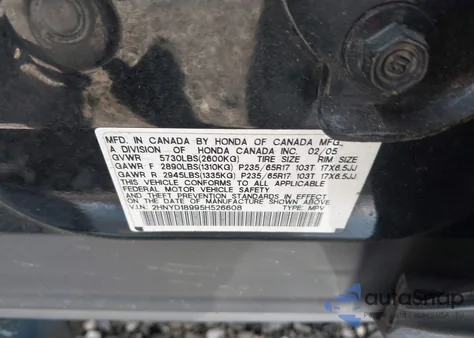 MFD. IN CANADA BY HONDA OF CANADA MFG.,
A DIVISION OF HONDA CANADA INC. 02/05
GVWR 5730LBS(2600KG) TIRE SIZE RIM SIZE
GAWR F 2890LBS(1310KG) P235/65R17 103T 17X6.5JJ
GAWR R 2945LBS(1335KG) P235/65R17 103T 17X6.5JJ
THIS VEHICLE CONFORMS TO ALL APPLICABLE
FEDERAL MOTOR VEHICLE SAFETY
AND THEFT PREVENTION STANDARDS IN EFFECT
ON THE DATE OF MANUFACTURE SHOWN
ABOVE.
V.I.N: 2HNYD18995H526608 TYPE: MPV
autoSnap